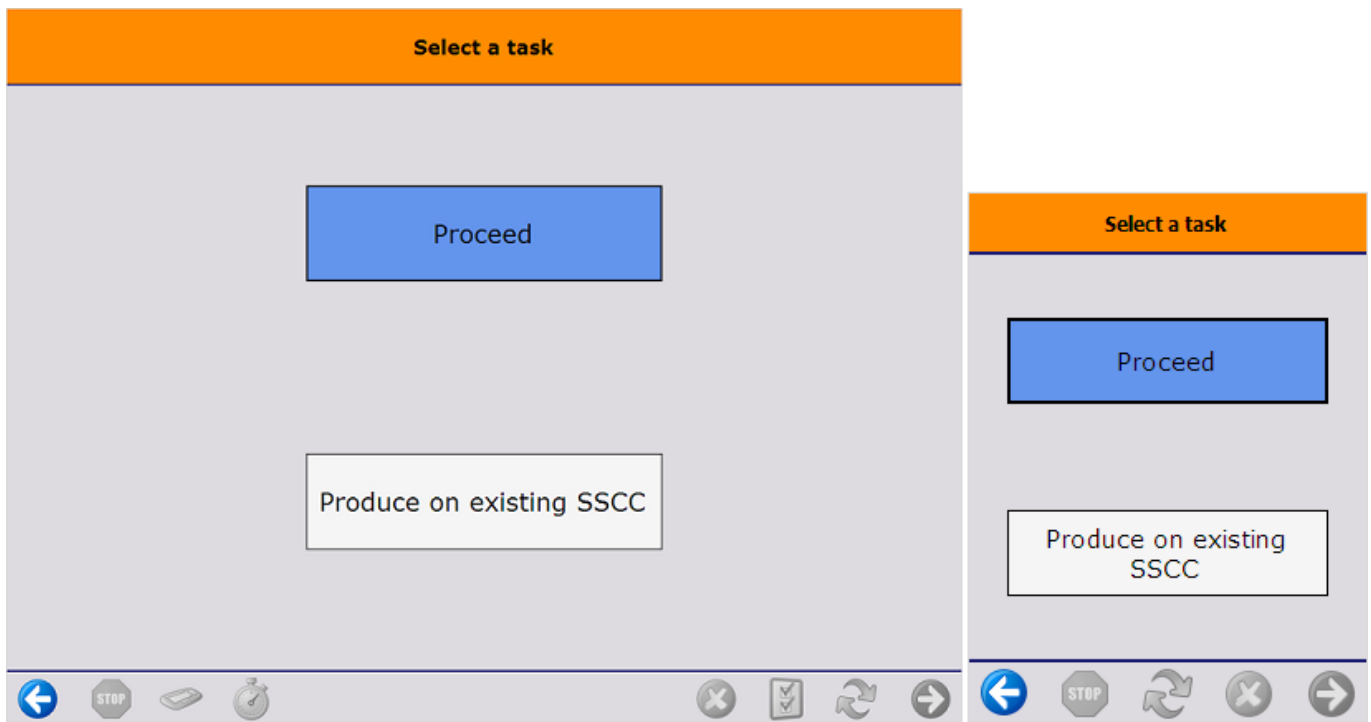 Select a task
Proceed
Produce on existing SSCC
STOP
Select a task
Proceed
Produce on existing
SSCC
STOP